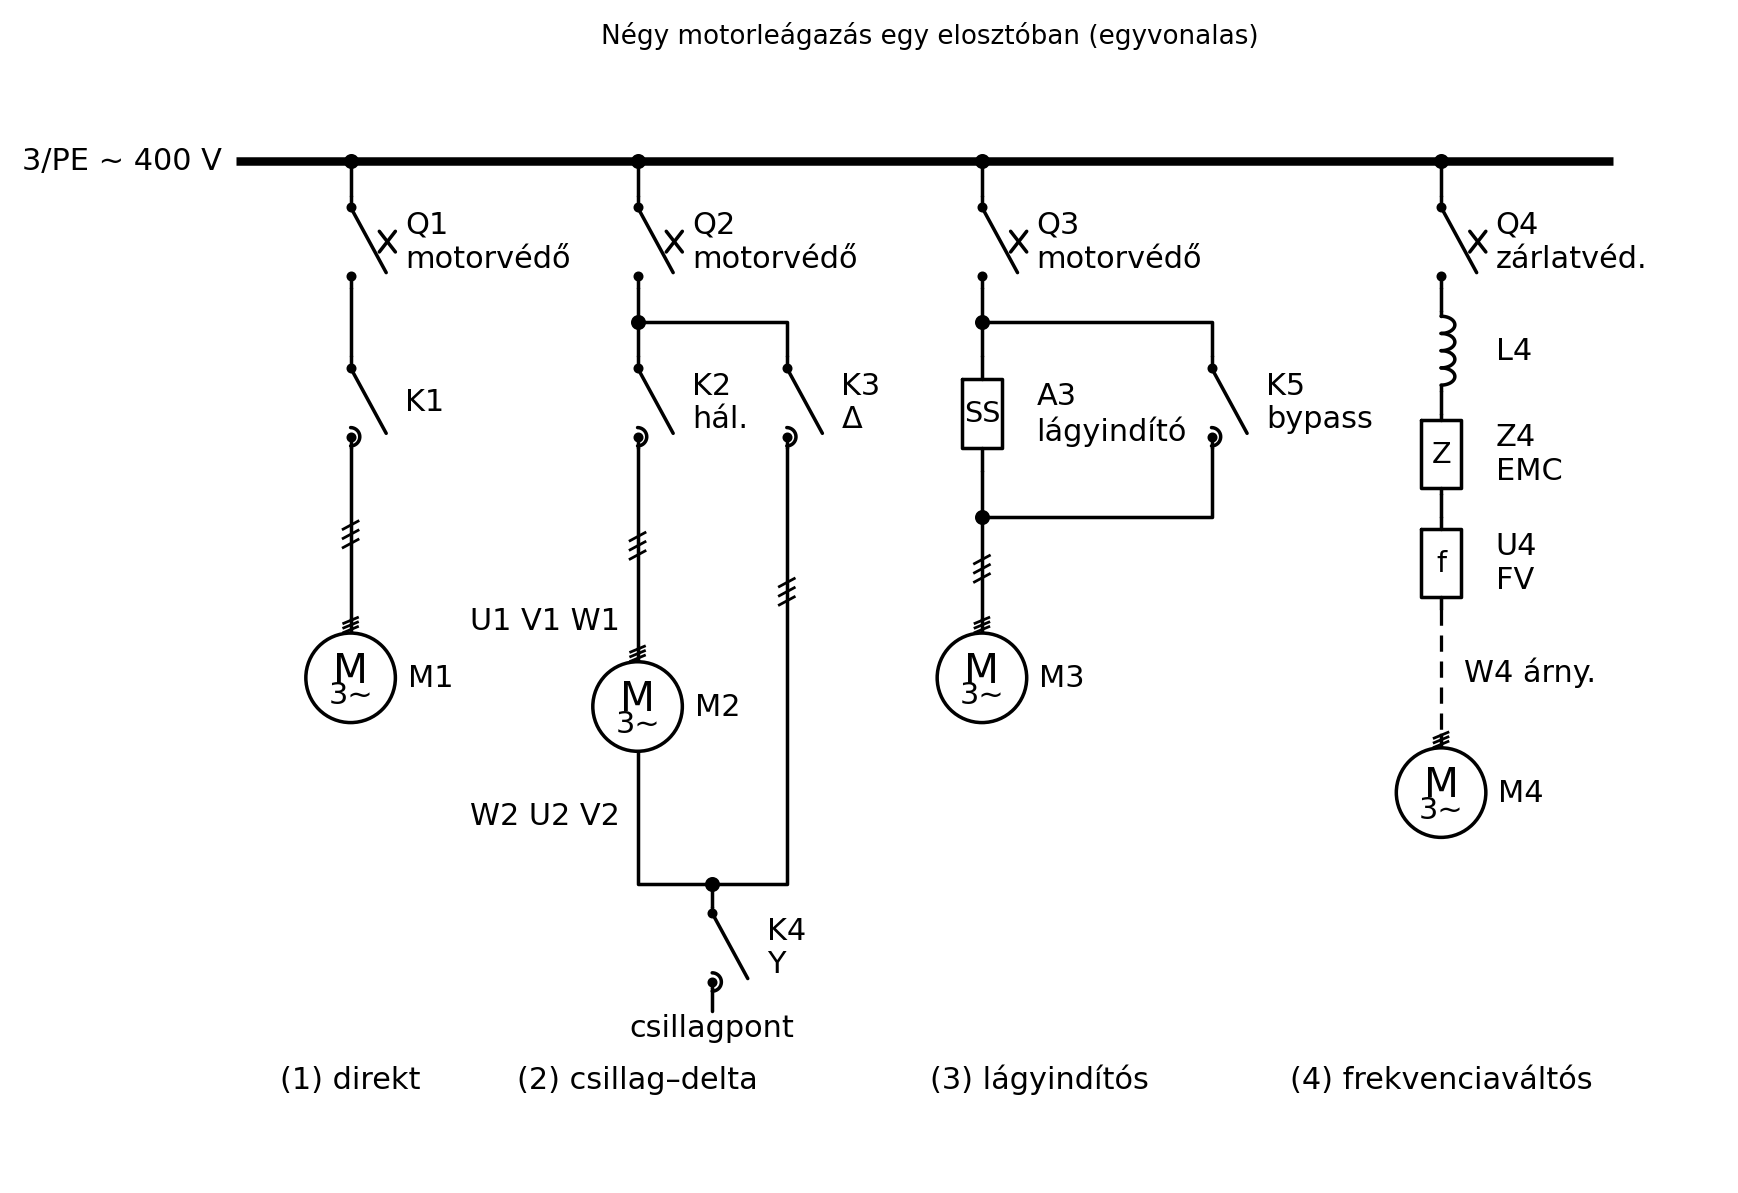 Négy motorleágazás egy elosztóban (egyvonalas)
3/PE ~ 400 V
Q1
motorvédő
K1
M
3~
M1
(1) direkt
Q2
motorvédő
K2
hál.
K3
Δ
U1 V1 W1
M
3~
M2
W2 U2 V2
K4
Y
csillagpont
(2) csillag–delta
Q3
motorvédő
SS
A3
lágyindító
K5
bypass
M
3~
M3
(3) lágyindítós
Q4
zárlatvéd.
L4
Z
Z4
EMC
f
U4
FV
W4 árny.
M
3~
M4
(4) frekvenciaváltós